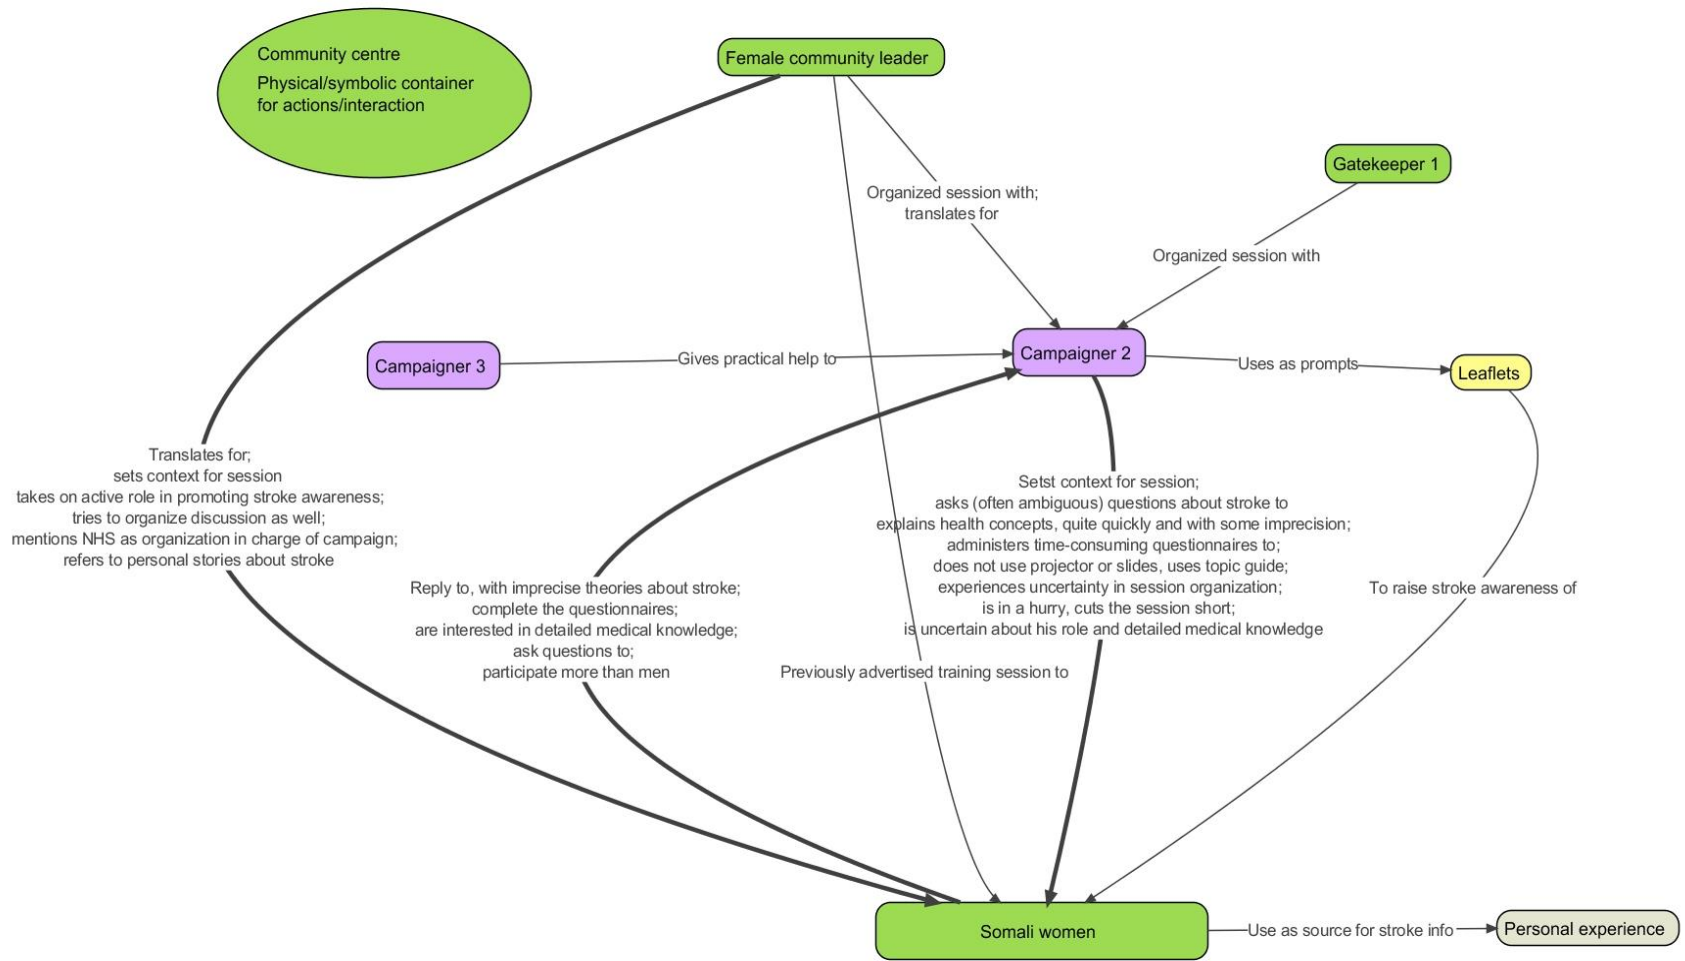 Community centre
Physical/symbolic container
for actions/interaction
Female community leader
Gatekeeper 1
Organized session with;
translates for
Organized session with
Campaigner 3
Gives practical help to
Campaigner 2
Uses as prompts
Leaflets
Translates for;
sets context for session
takes on active role in promoting stroke awareness;
tries to organize discussion as well;
mentions NHS as organization in charge of campaign;
refers to personal stories about stroke
Reply to, with imprecise theories about stroke;
complete the questionnaires;
are interested in detailed medical knowledge;
ask questions to;
participate more than men
Setst context for session;
asks (often ambiguous) questions about stroke to
explains health concepts, quite quickly and with some imprecision;
administers time-consuming questionnaires to;
does not use projector or slides, uses topic guide;
experiences uncertainty in session organization;
is in a hurry, cuts the session short;
is uncertain about his role and detailed medical knowledge
To raise stroke awareness of
Previously advertised training session to
Somali women
Use as source for stroke info
Personal experience